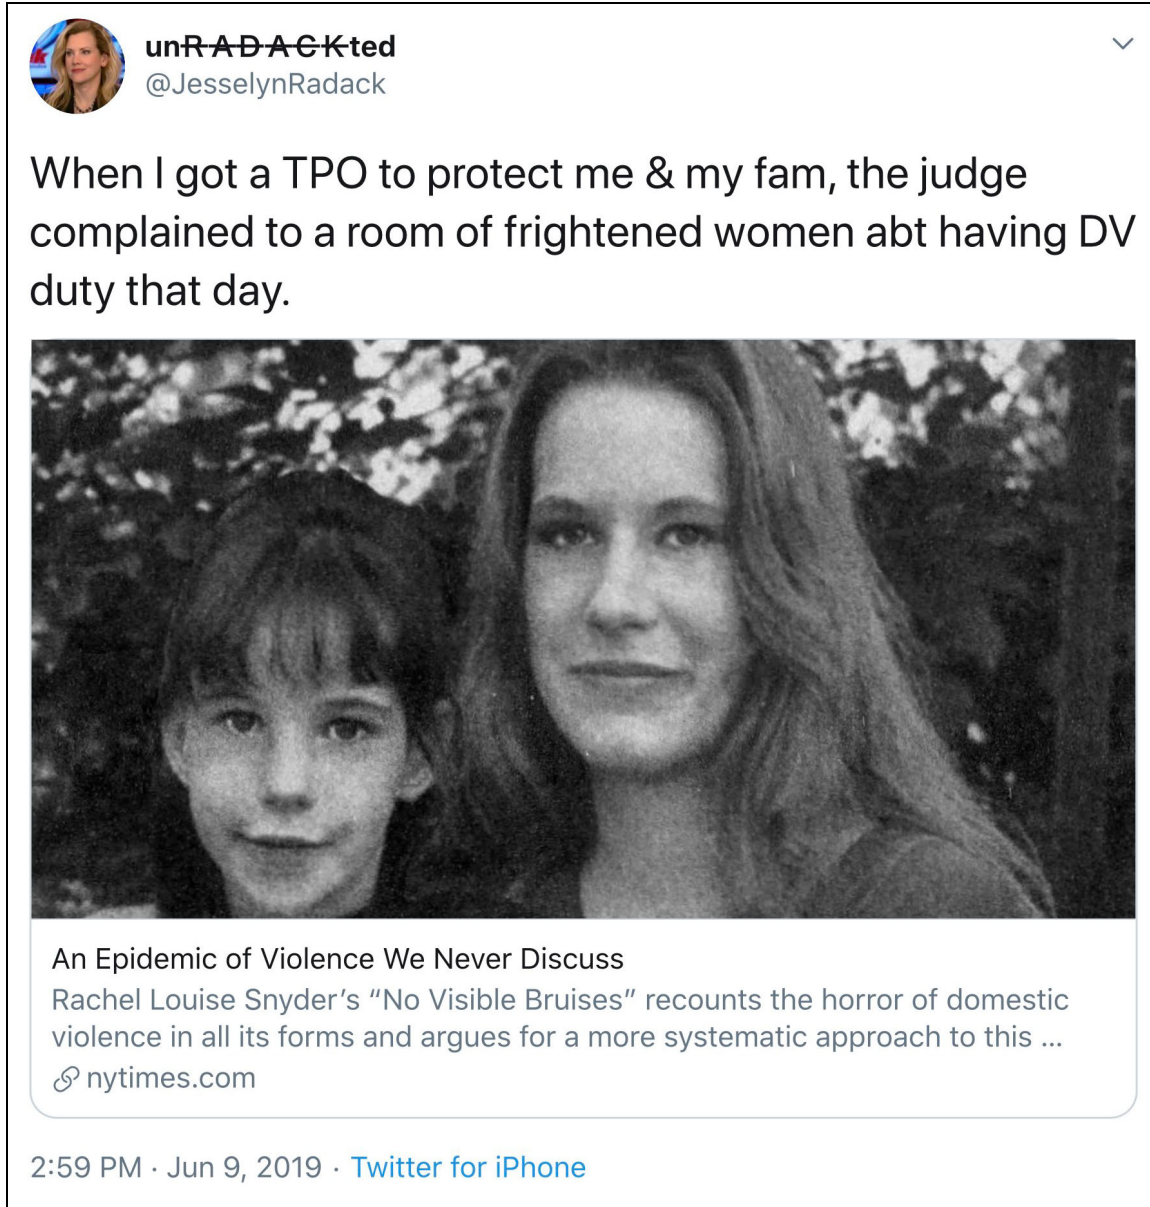 unRADACKted
@JesselynRadack
When I got a TPO to protect me & my fam, the judge
complained to a room of frightened women abt having DV
duty that day.
An Epidemic of Violence We Never Discuss
Rachel Louise Snyder’s “No Visible Bruises” recounts the horror of domestic
violence in all its forms and argues for a more systematic approach to this ...
nytimes.com
2:59 PM · Jun 9, 2019 · Twitter for iPhone